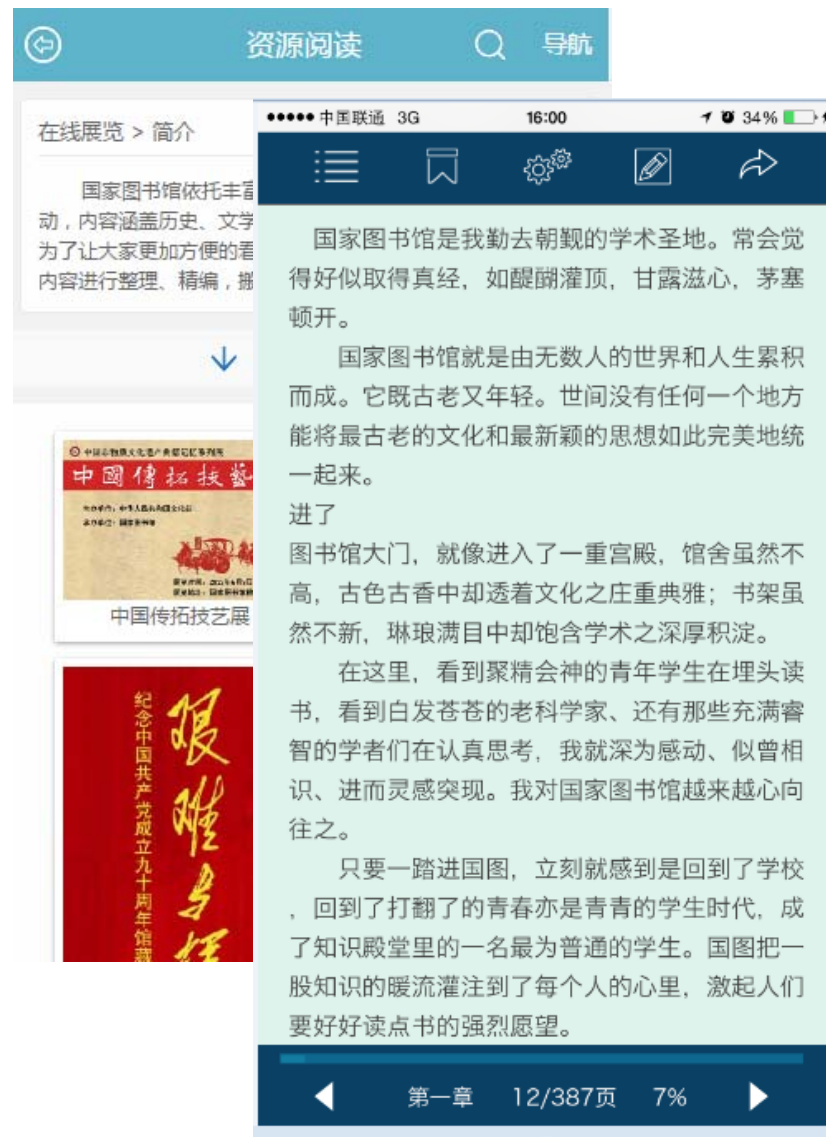 资源阅读
导航
在线展览 > 简介
国家图书馆依托丰富
动，内容涵盖历史、文学
为了让大家更加方便的看
内容进行整理、精编，搬
中國傳拓技藝
中国传拓技艺展
纪念中国共产党成立九十周年馆藏
艰难与辉
中国联通 3G 16:00 34%
国家图书馆是我勤去朝觐的学术圣地。常会觉
得好似取得真经，如醍醐灌顶，甘露滋心，茅塞
顿开。
国家图书馆就是由无数人的世界和人生累积
而成。它既古老又年轻。世间没有任何一个地方
能将最古老的文化和最新颖的思想如此完美地统
一起来。
进了
图书馆大门，就像进入了一重宫殿，馆舍虽然不
高，古色古香中却透着文化之庄重典雅；书架虽
然不新，琳琅满目中却饱含学术之深厚积淀。
在这里，看到聚精会神的青年学生在埋头读
书，看到白发苍苍的老科学家、还有那些充满睿
智的学者们在认真思考，我就深为感动、似曾相
识、进而灵感突现。我对国家图书馆越来越心向
往之。
只要一踏进国图，立刻就感到是回到了学校
，回到了打翻了的青春亦是青青的学生时代，成
了知识殿堂里的一名最为普通的学生。国图把一
股知识的暖流灌注到了每个人的心里，激起人们
要好好读点书的强烈愿望。
第一章 12/387页 7%